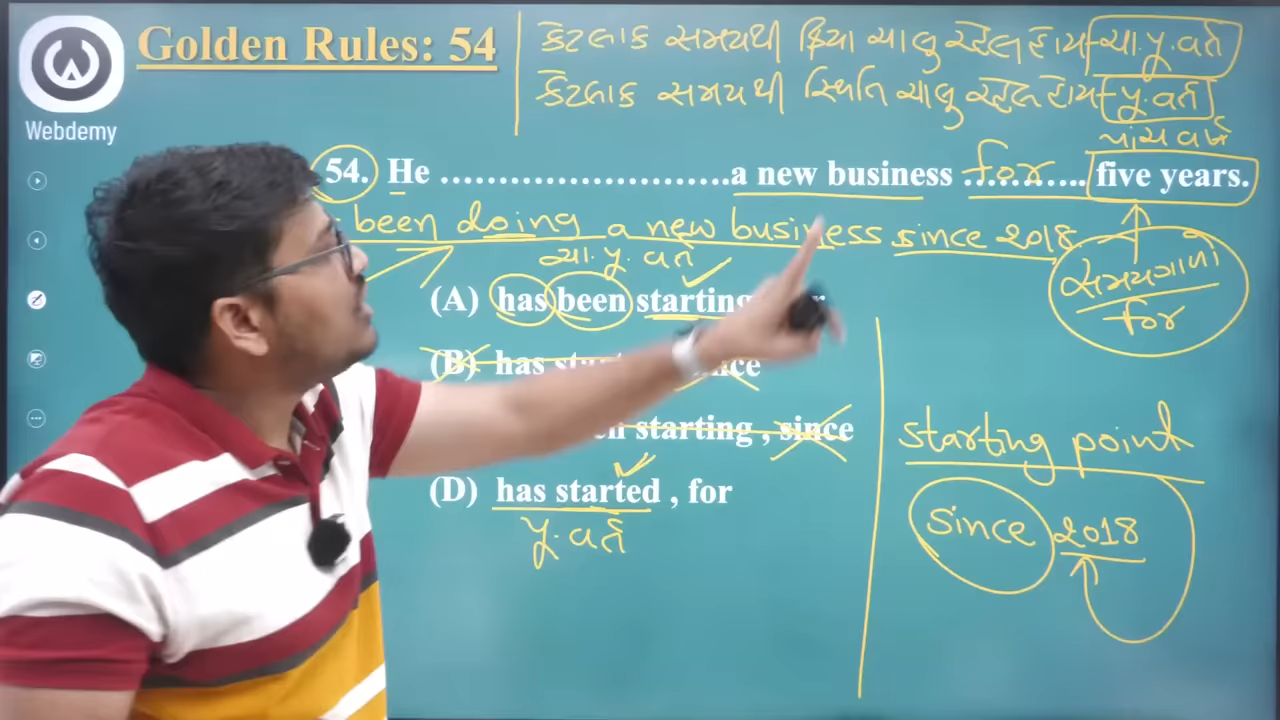 Golden Rules: 54
Webdemy
કેટલાક સમયથી ક્રિયા ચાલુ રહેલ હોય - ચા.પૂ.વર્ત
કેટલાક સમયથી સ્થિતિ ચાલુ રહેલ હોય - પૂ.વર્ત
પાંચ વર્ષ
54. He ……………………….a new business for ……….. five years.
been doing a new business since 2018
ચા.પૂ.વર્ત
સમયગાળો
for
(A) has been starting
(B) has
(D) has started , for
starting , since
પૂ.વર્ત
starting point
since 2018